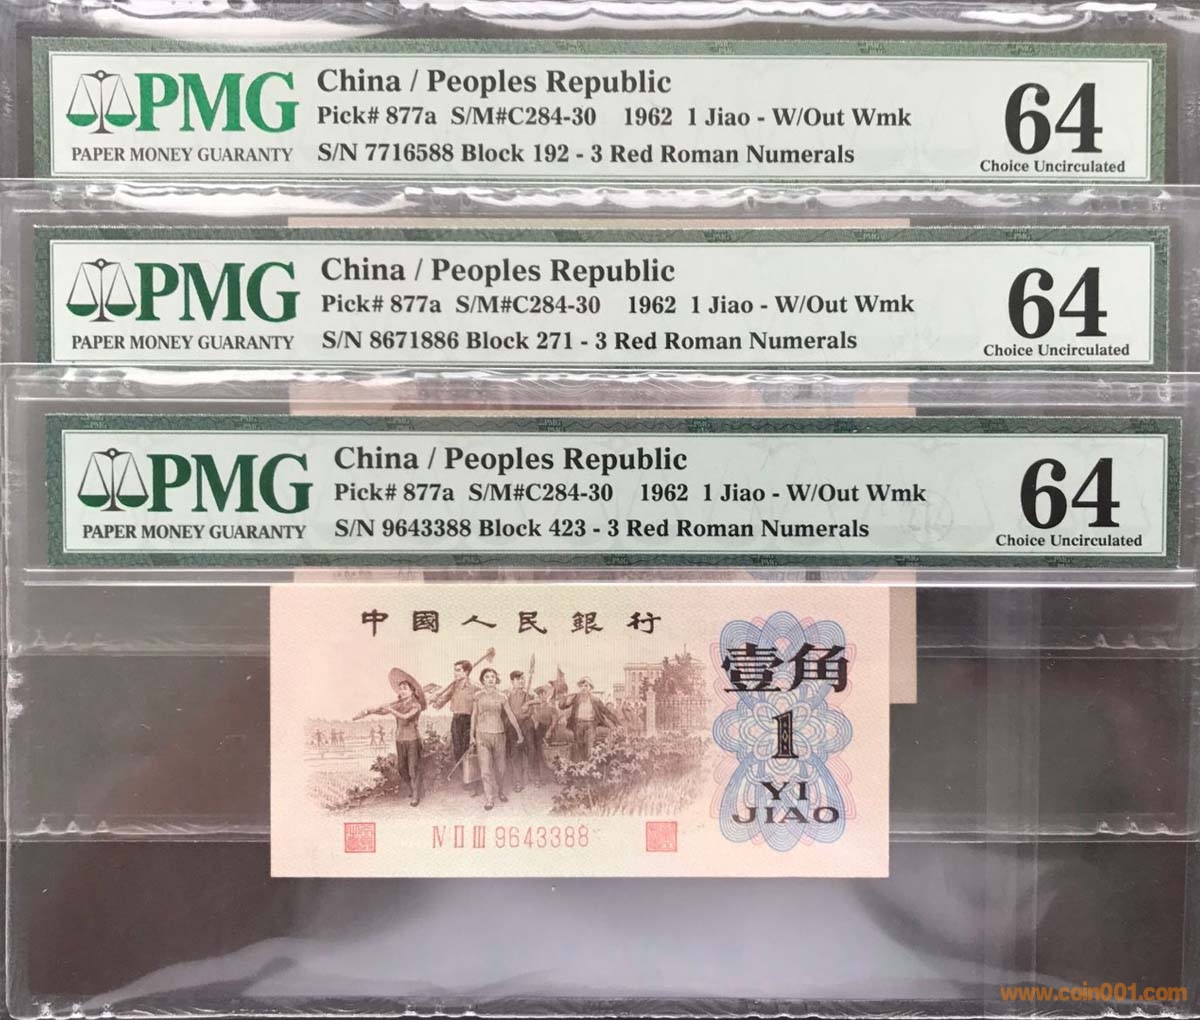 PMG
PAPER MONEY GUARANTY
China / Peoples Republic
Pick# 877a S/M#C284-30 1962 1 Jiao - W/Out Wmk
S/N 7716588 Block 192 - 3 Red Roman Numerals
64
Choice Uncirculated
PMG
PAPER MONEY GUARANTY
China / Peoples Republic
Pick# 877a S/M#C284-30 1962 1 Jiao - W/Out Wmk
S/N 8671886 Block 271 - 3 Red Roman Numerals
64
Choice Uncirculated
PMG
PAPER MONEY GUARANTY
China / Peoples Republic
Pick# 877a S/M#C284-30 1962 1 Jiao - W/Out Wmk
S/N 9643388 Block 423 - 3 Red Roman Numerals
64
Choice Uncirculated
中國人民銀行
壹角
1
YI
JIAO
Ⅳ Ⅱ Ⅲ 9643388
www.coin001.com